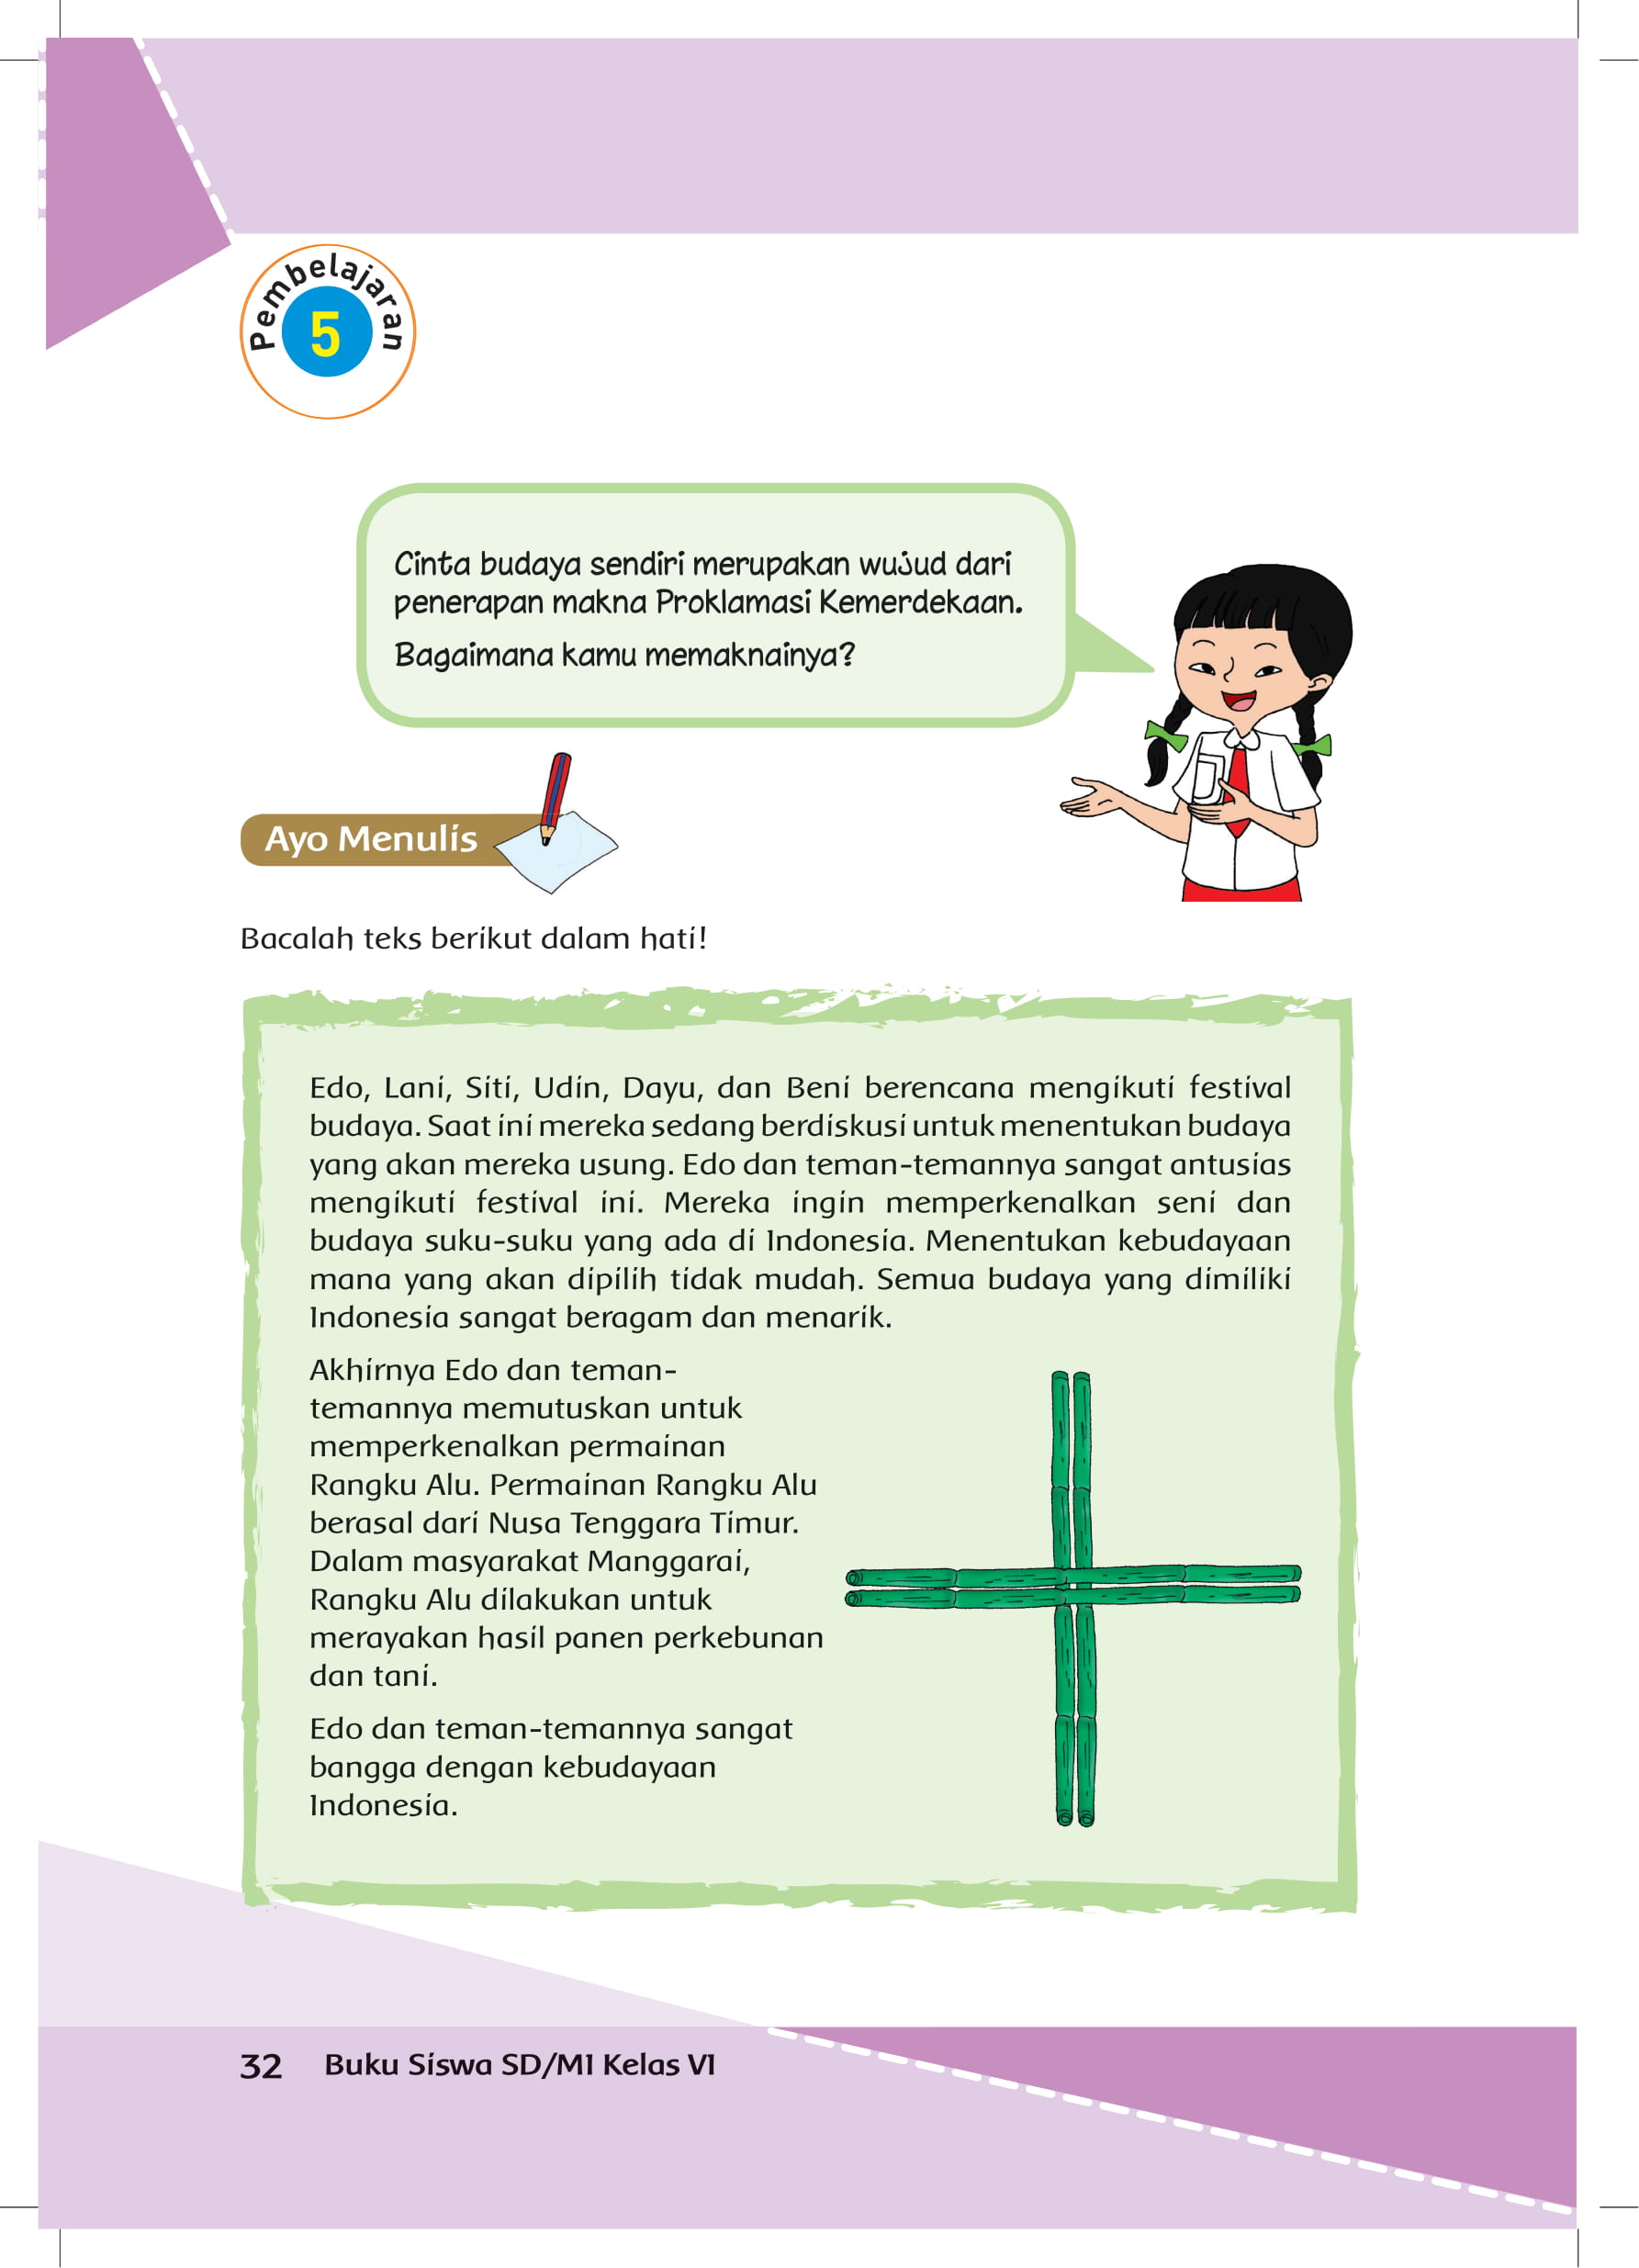 Pembelajaran
5
Cinta budaya sendiri merupakan wujud dari
penerapan makna Proklamasi Kemerdekaan.
Bagaimana kamu memaknainya?
Ayo Menulis
Bacalah teks berikut dalam hati!
Edo, Lani, Siti, Udin, Dayu, dan Beni berencana mengikuti festival
budaya. Saat ini mereka sedang berdiskusi untuk menentukan budaya
yang akan mereka usung. Edo dan teman-temannya sangat antusias
mengikuti festival ini. Mereka ingin memperkenalkan seni dan
budaya suku-suku yang ada di Indonesia. Menentukan kebudayaan
mana yang akan dipilih tidak mudah. Semua budaya yang dimiliki
Indonesia sangat beragam dan menarik.
Akhirnya Edo dan teman-
temannya memutuskan untuk
memperkenalkan permainan
Rangku Alu. Permainan Rangku Alu
berasal dari Nusa Tenggara Timur.
Dalam masyarakat Manggarai,
Rangku Alu dilakukan untuk
merayakan hasil panen perkebunan
dan tani.
Edo dan teman-temannya sangat
bangga dengan kebudayaan
Indonesia.
32 Buku Siswa SD/MI Kelas VI